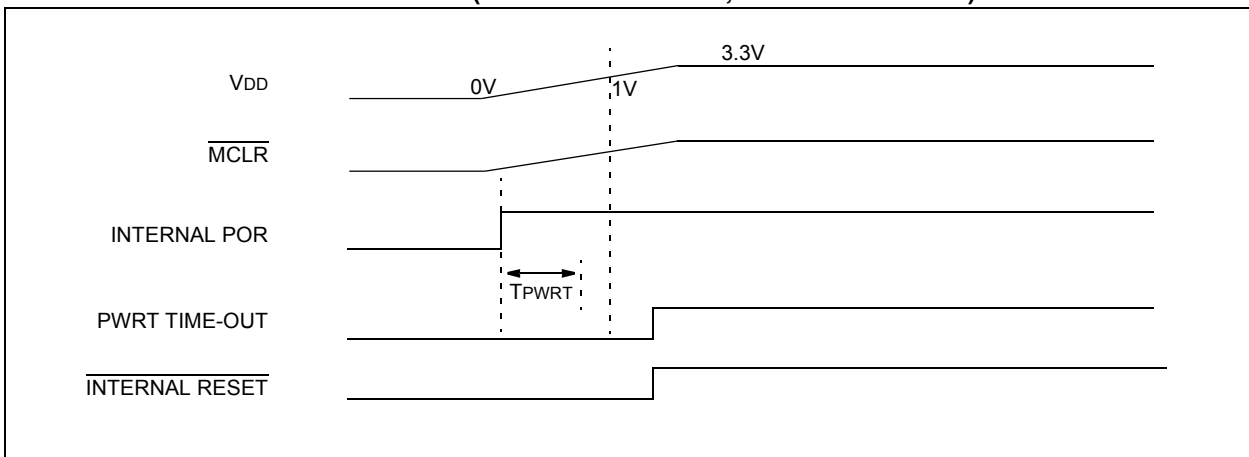 3.3V
VDD
0V
1V
MCLR
INTERNAL POR
TPWRT
PWRT TIME-OUT
INTERNAL RESET